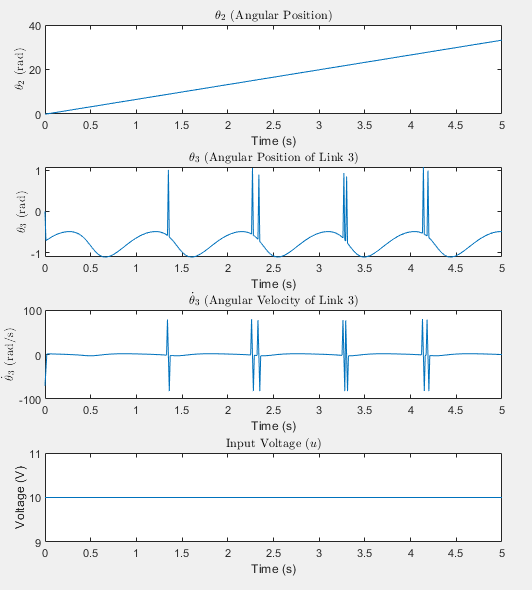 θ₂ (Angular Position)
40
20
0
θ₂ (rad)
0 0.5 1 1.5 2 2.5 3 3.5 4 4.5 5
Time (s)
θ₃ (Angular Position of Link 3)
1
0
-1
θ₃ (rad)
0 0.5 1 1.5 2 2.5 3 3.5 4 4.5 5
Time (s)
θ̇₃ (Angular Velocity of Link 3)
100
0
-100
θ̇₃ (rad/s)
0 0.5 1 1.5 2 2.5 3 3.5 4 4.5 5
Time (s)
Input Voltage (u)
11
10
9
Voltage (V)
0 0.5 1 1.5 2 2.5 3 3.5 4 4.5 5
Time (s)